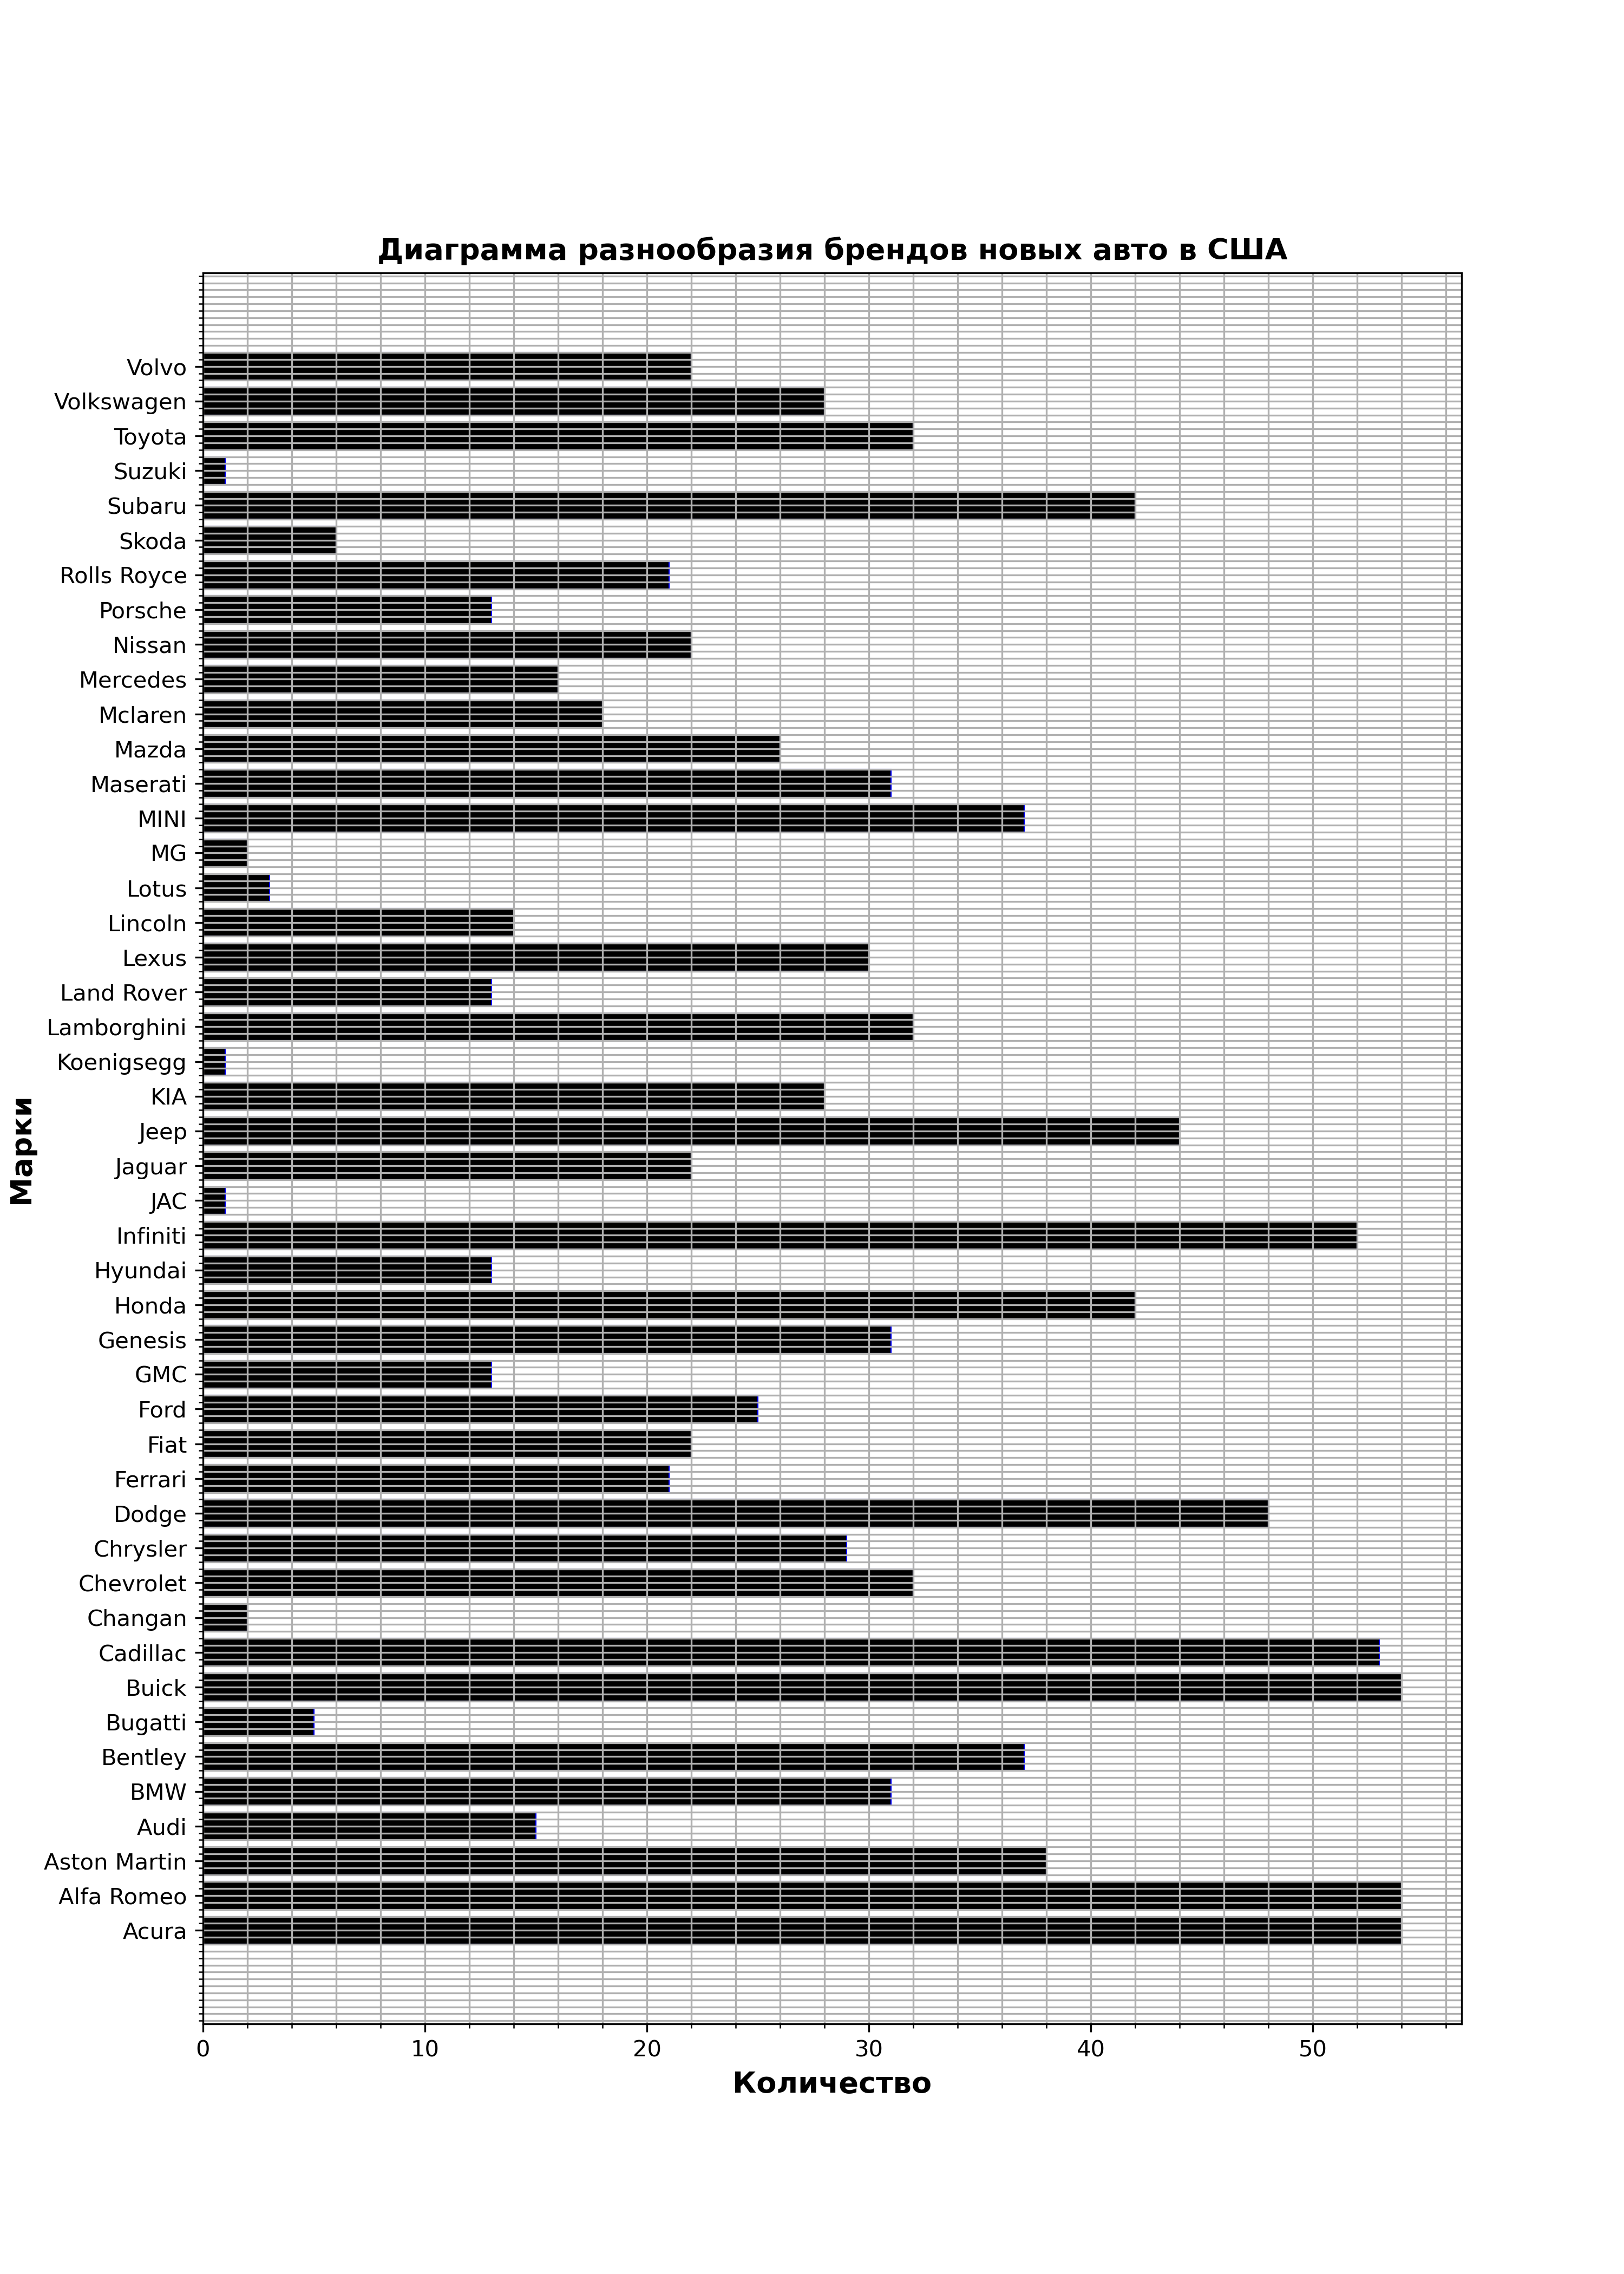 Диаграмма разнообразия брендов новых авто в США
Volvo
Volkswagen
Toyota
Suzuki
Subaru
Skoda
Rolls Royce
Porsche
Nissan
Mercedes
Mclaren
Mazda
Maserati
MINI
MG
Lotus
Lincoln
Lexus
Land Rover
Lamborghini
Koenigsegg
KIA
Jeep
Jaguar
JAC
Infiniti
Hyundai
Honda
Genesis
GMC
Ford
Fiat
Ferrari
Dodge
Chrysler
Chevrolet
Changan
Cadillac
Buick
Bugatti
Bentley
BMW
Audi
Aston Martin
Alfa Romeo
Acura
Марки
0 10 20 30 40 50
Количество